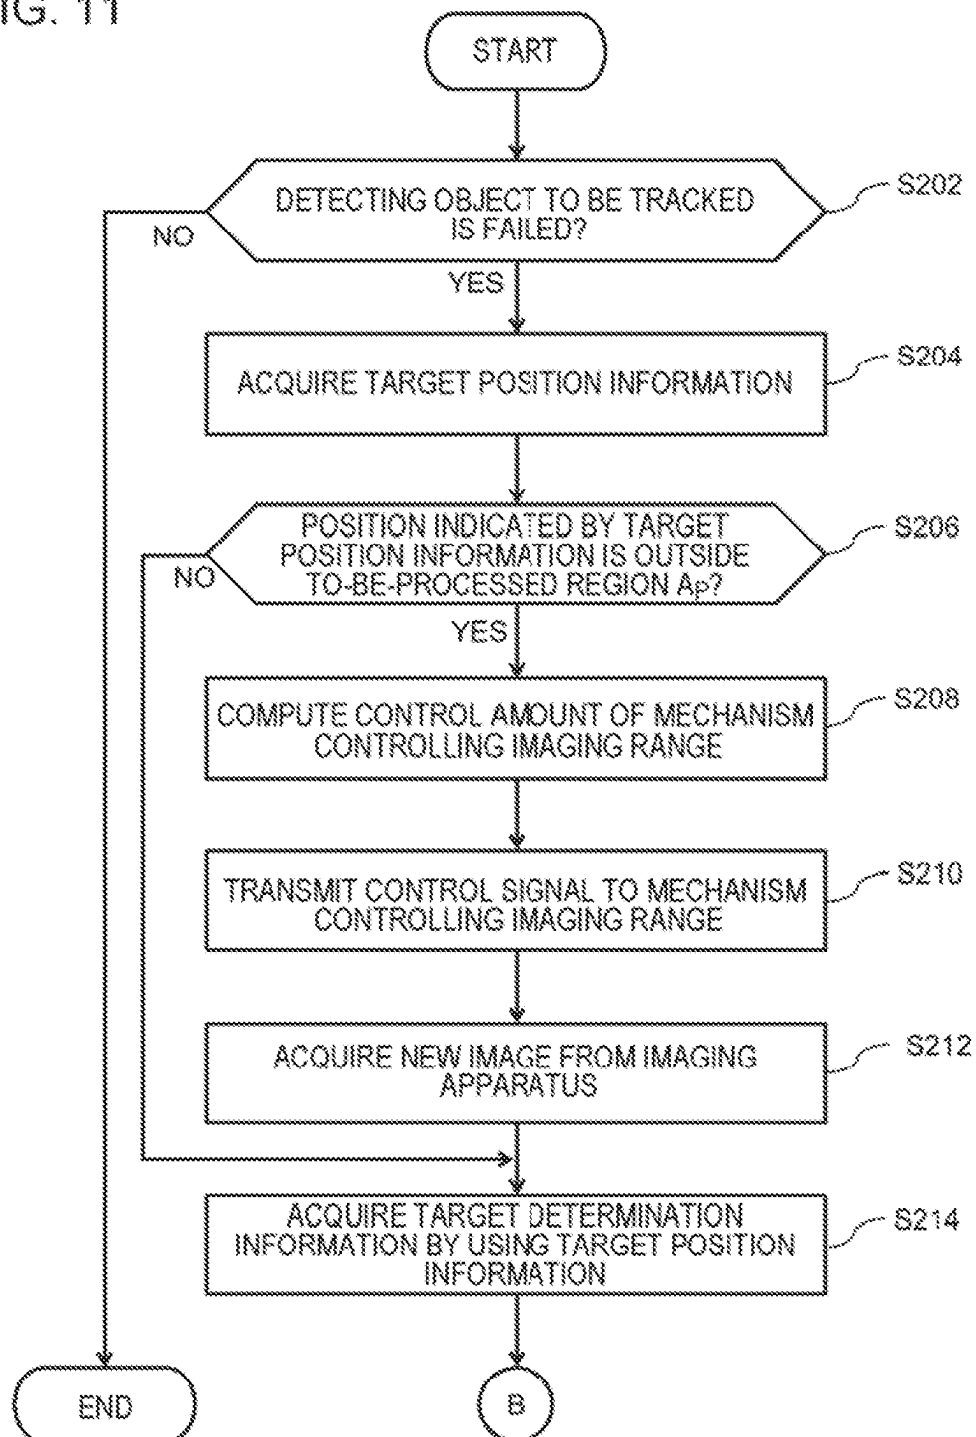 IG. 11
START
DETECTING OBJECT TO BE TRACKED
IS FAILED?
S202
NO
YES
ACQUIRE TARGET POSITION INFORMATION
S204
POSITION INDICATED BY TARGET
POSITION INFORMATION IS OUTSIDE
TO-BE-PROCESSED REGION Ap?
S206
NO
YES
COMPUTE CONTROL AMOUNT OF MECHANISM
CONTROLLING IMAGING RANGE
S208
TRANSMIT CONTROL SIGNAL TO MECHANISM
CONTROLLING IMAGING RANGE
S210
ACQUIRE NEW IMAGE FROM IMAGING
APPARATUS
S212
ACQUIRE TARGET DETERMINATION
INFORMATION BY USING TARGET POSITION
INFORMATION
S214
END
B